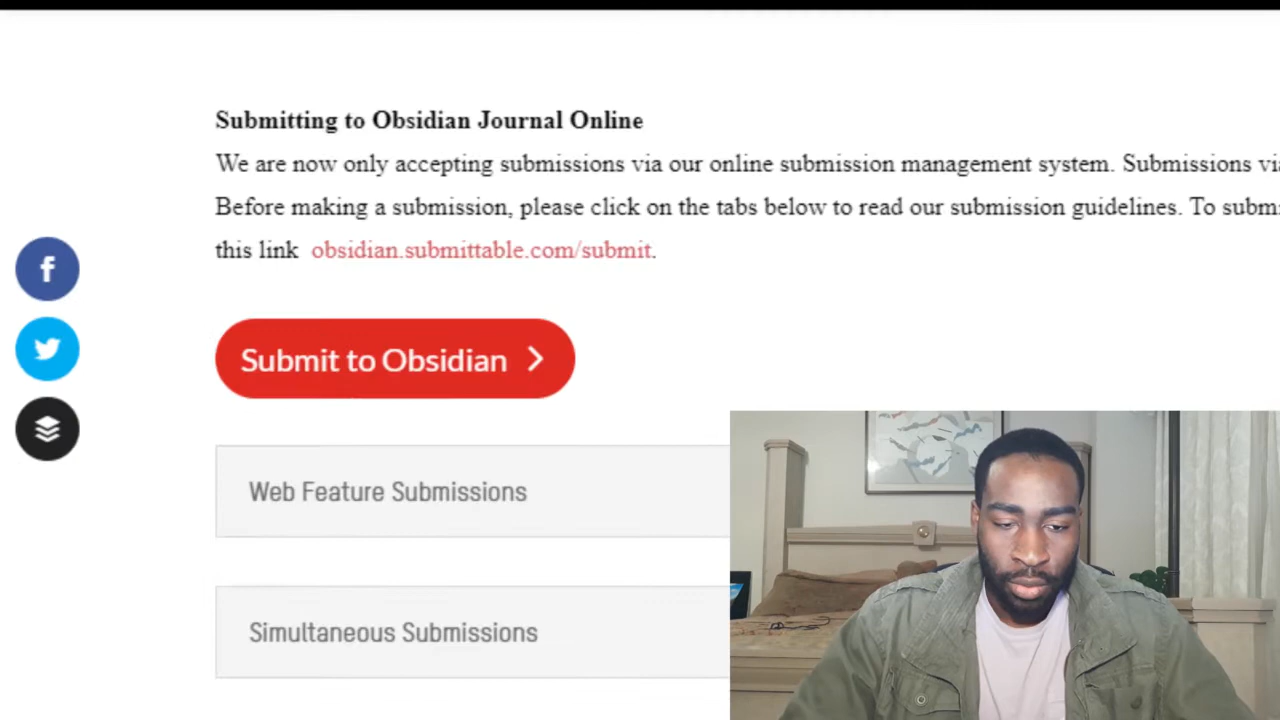 Submitting to Obsidian Journal Online
We are now only accepting submissions via our online submission management system. Submissions via
Before making a submission, please click on the tabs below to read our submission guidelines. To
this link obsidian.submittable.com/submit.
Submit to Obsidian
Web Feature Submissions
Simultaneous Submissions